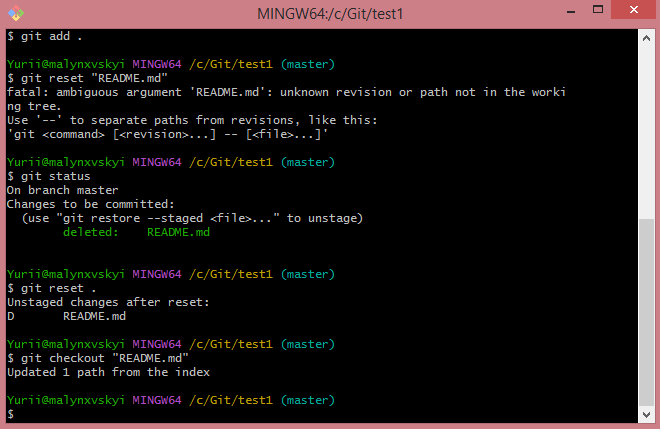 MINGW64:/c/Git/test1
$ git add .
Yurii@malynxvskyi MINGW64 /c/Git/test1 (master)
$ git reset "README.md"
fatal: ambiguous argument 'README.md': unknown revision or path not in the worki
ng tree.
Use '--' to separate paths from revisions, like this:
'git <command> [<revision>...] -- [<file>...]'
Yurii@malynxvskyi MINGW64 /c/Git/test1 (master)
$ git status
On branch master
Changes to be committed:
  (use "git restore --staged <file>..." to unstage)
        deleted:    README.md
Yurii@malynxvskyi MINGW64 /c/Git/test1 (master)
$ git reset .
Unstaged changes after reset:
D       README.md
Yurii@malynxvskyi MINGW64 /c/Git/test1 (master)
$ git checkout "README.md"
Updated 1 path from the index
Yurii@malynxvskyi MINGW64 /c/Git/test1 (master)
$